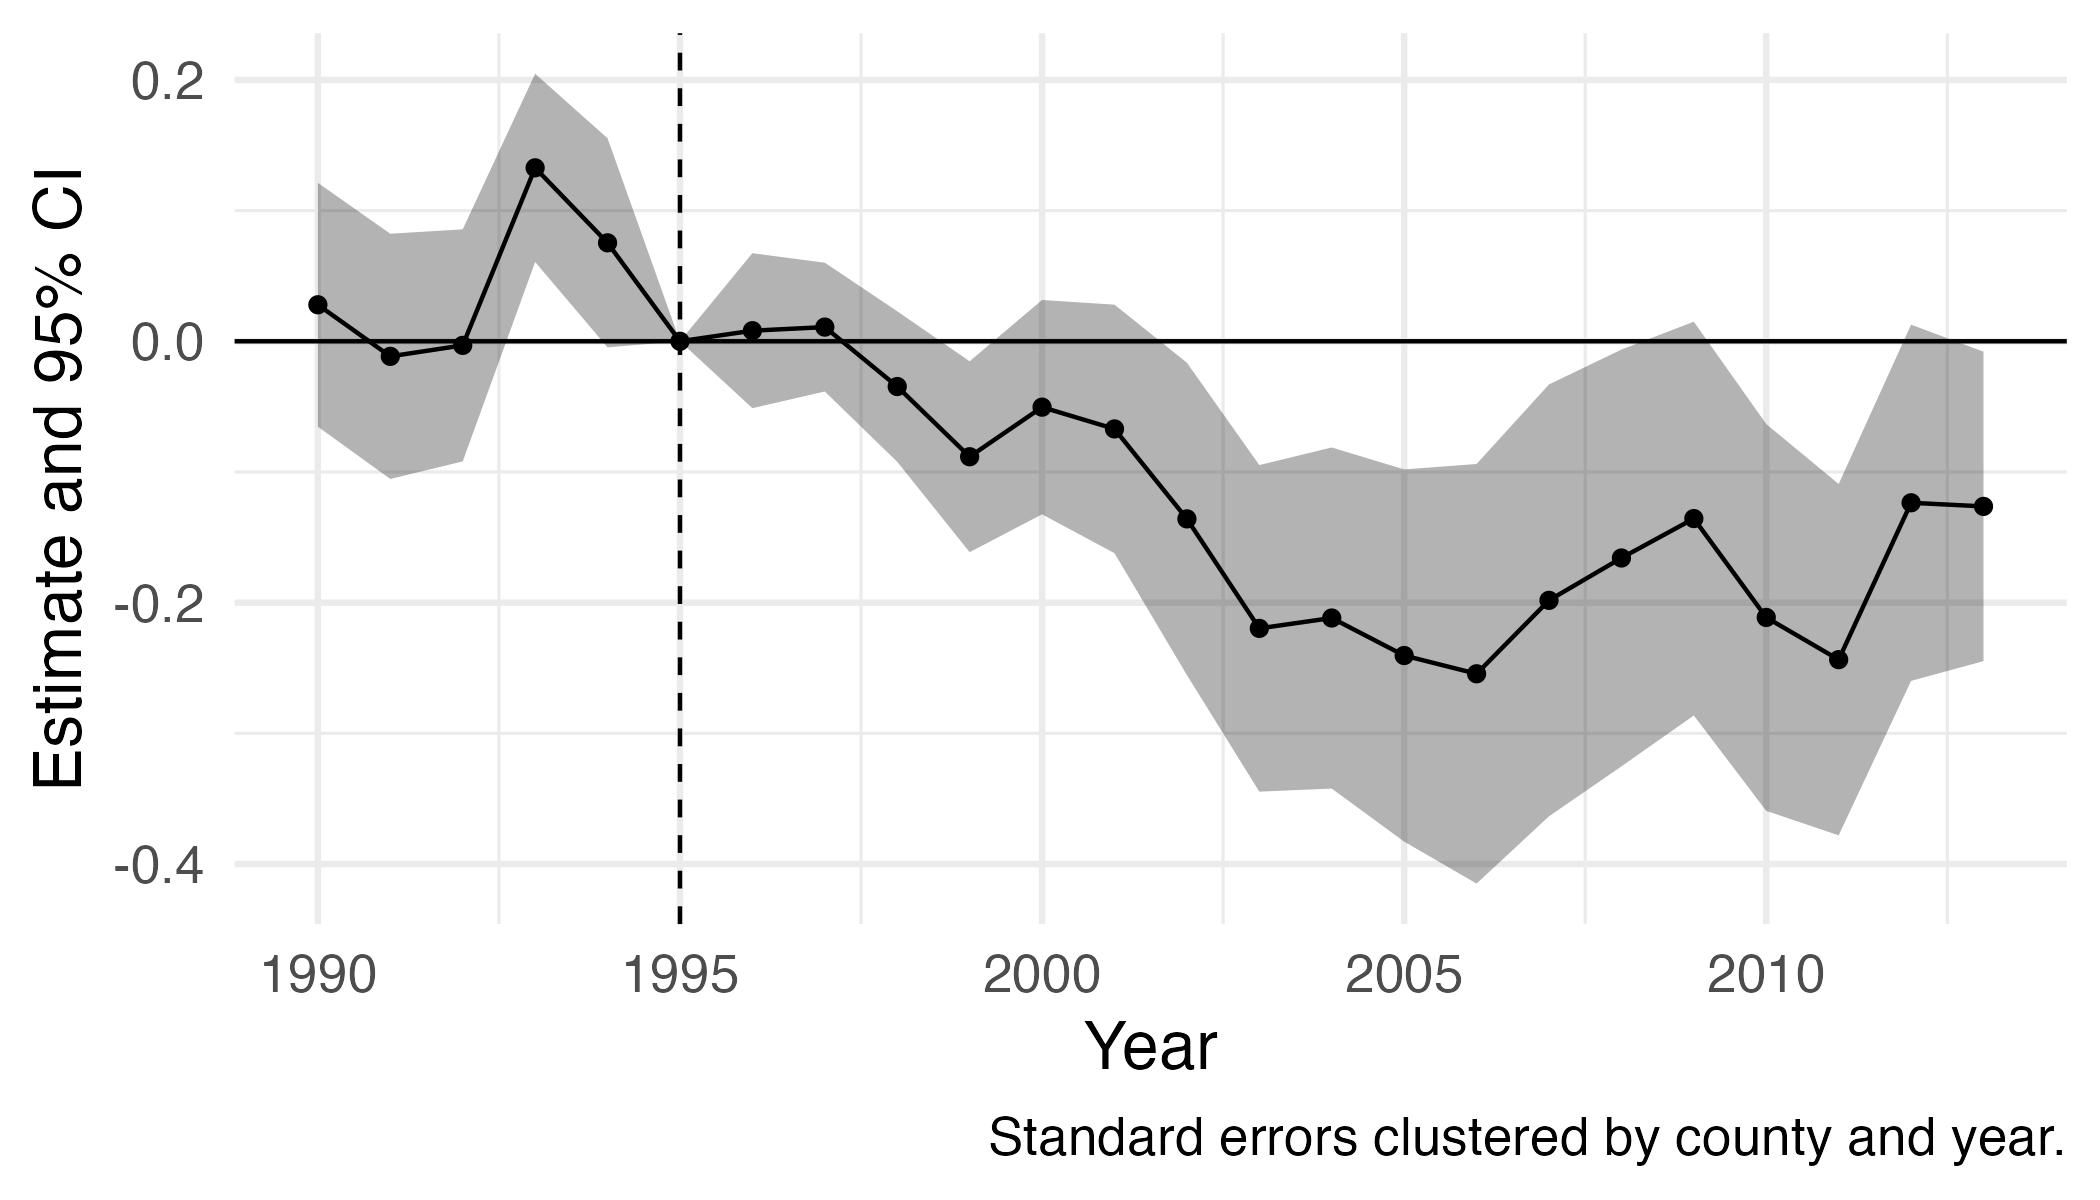 Estimate and 95% CI
0.2
0.0
-0.2
-0.4
1990 1995 2000 2005 2010
Year
Standard errors clustered by county and year.